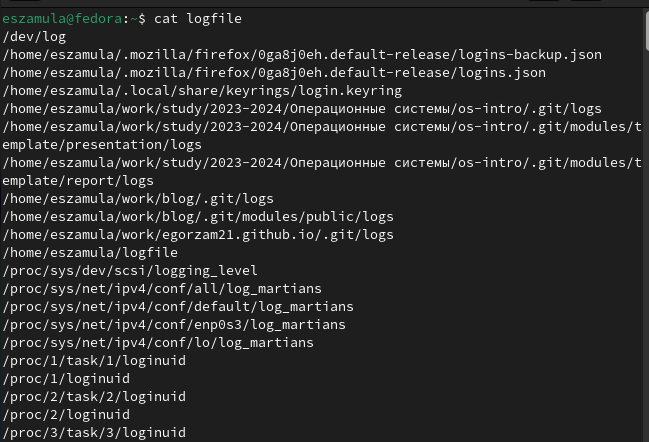 eszamula@fedora:~$ cat logfile
/dev/log
/home/eszamula/.mozilla/firefox/0ga8j0eh.default-release/logins-backup.json
/home/eszamula/.mozilla/firefox/0ga8j0eh.default-release/logins.json
/home/eszamula/.local/share/keyrings/login.keyring
/home/eszamula/work/study/2023-2024/Операционные системы/os-intro/.git/logs
/home/eszamula/work/study/2023-2024/Операционные системы/os-intro/.git/modules/t
emplate/presentation/logs
/home/eszamula/work/study/2023-2024/Операционные системы/os-intro/.git/modules/t
emplate/report/logs
/home/eszamula/work/blog/.git/logs
/home/eszamula/work/blog/.git/modules/public/logs
/home/eszamula/work/egorzam21.github.io/.git/logs
/home/eszamula/logfile
/proc/sys/dev/scsi/logging_level
/proc/sys/net/ipv4/conf/all/log_martians
/proc/sys/net/ipv4/conf/default/log_martians
/proc/sys/net/ipv4/conf/enp0s3/log_martians
/proc/sys/net/ipv4/conf/lo/log_martians
/proc/1/task/1/loginuid
/proc/1/loginuid
/proc/2/task/2/loginuid
/proc/2/loginuid
/proc/3/task/3/loginuid